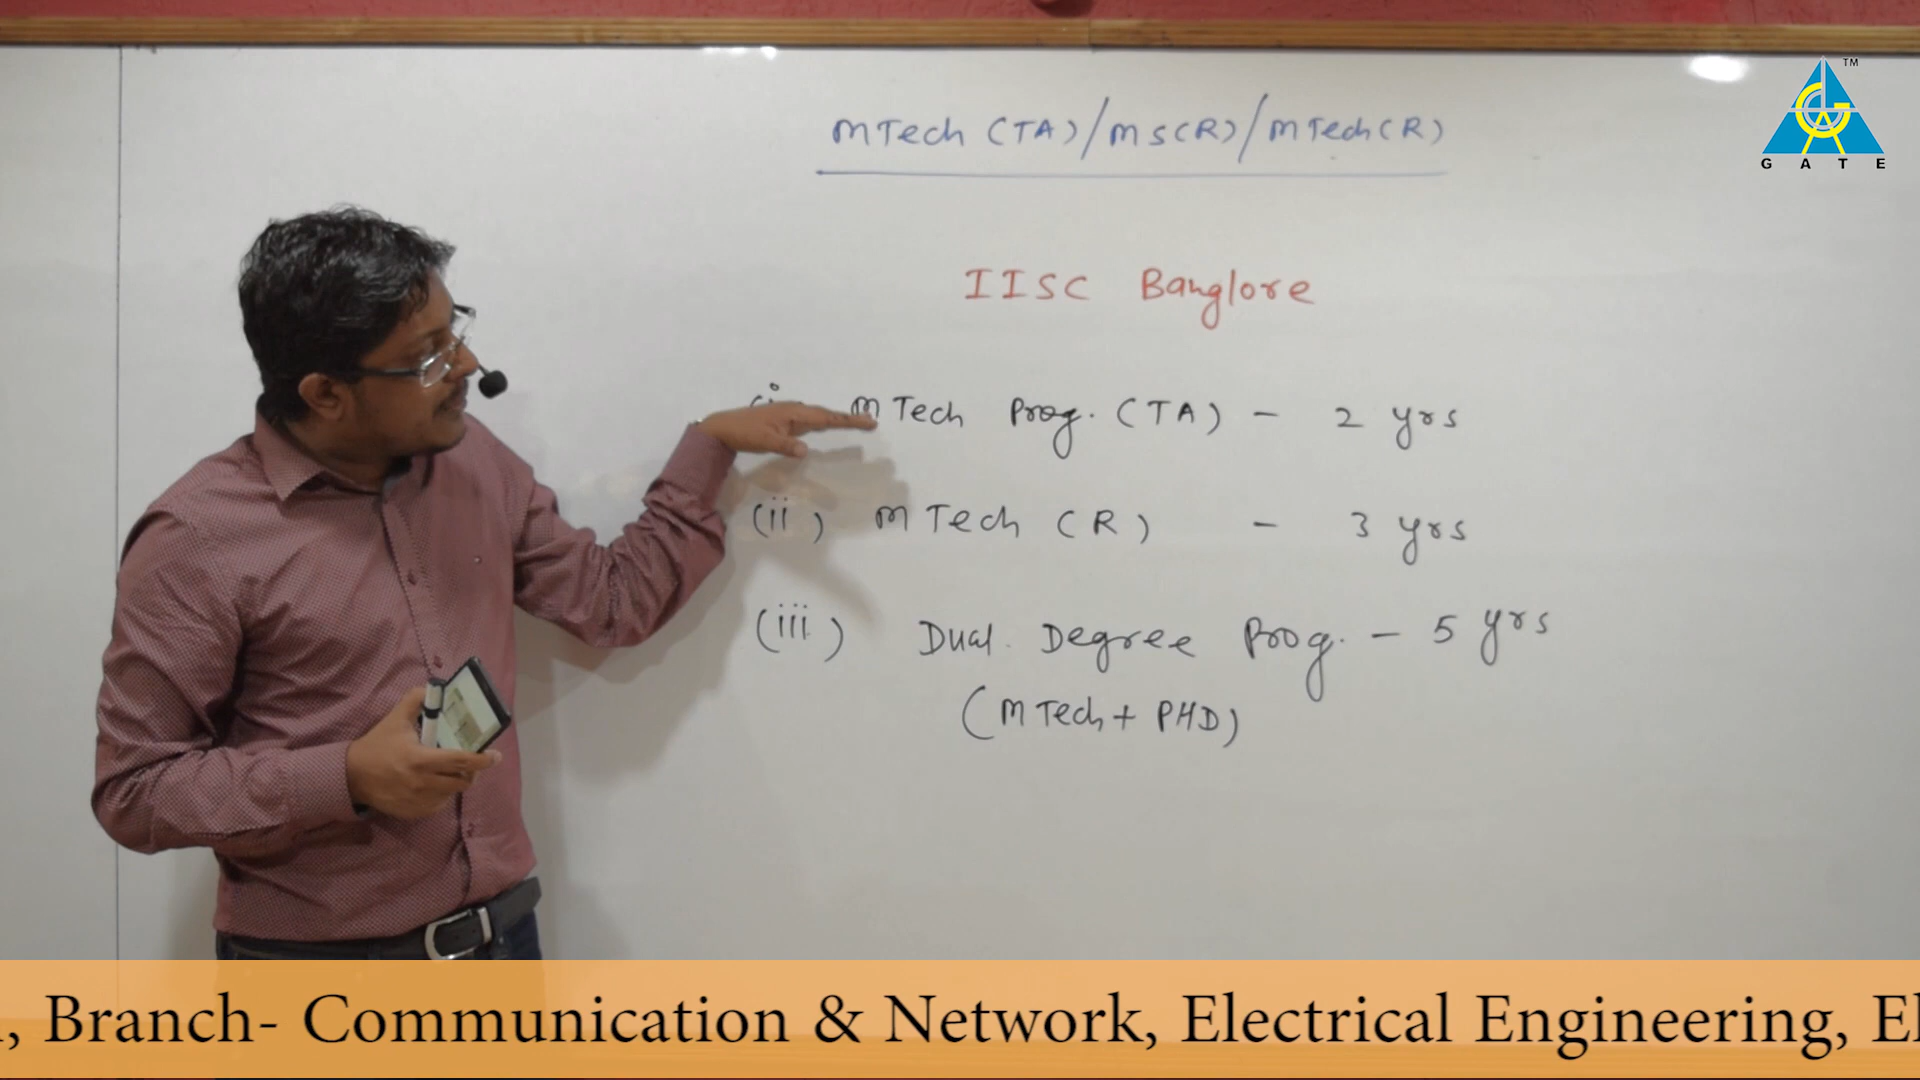 MTech (TA)/MS(R)/MTech(R)
TM
GATE
IISC Banglore
(i) MTech Prog. (TA) - 2 yrs
(ii) MTech (R) - 3 yrs
(iii) Dual Degree Prog. - 5 yrs
(MTech + PHD)
, Branch- Communication & Network, Electrical Engineering, El